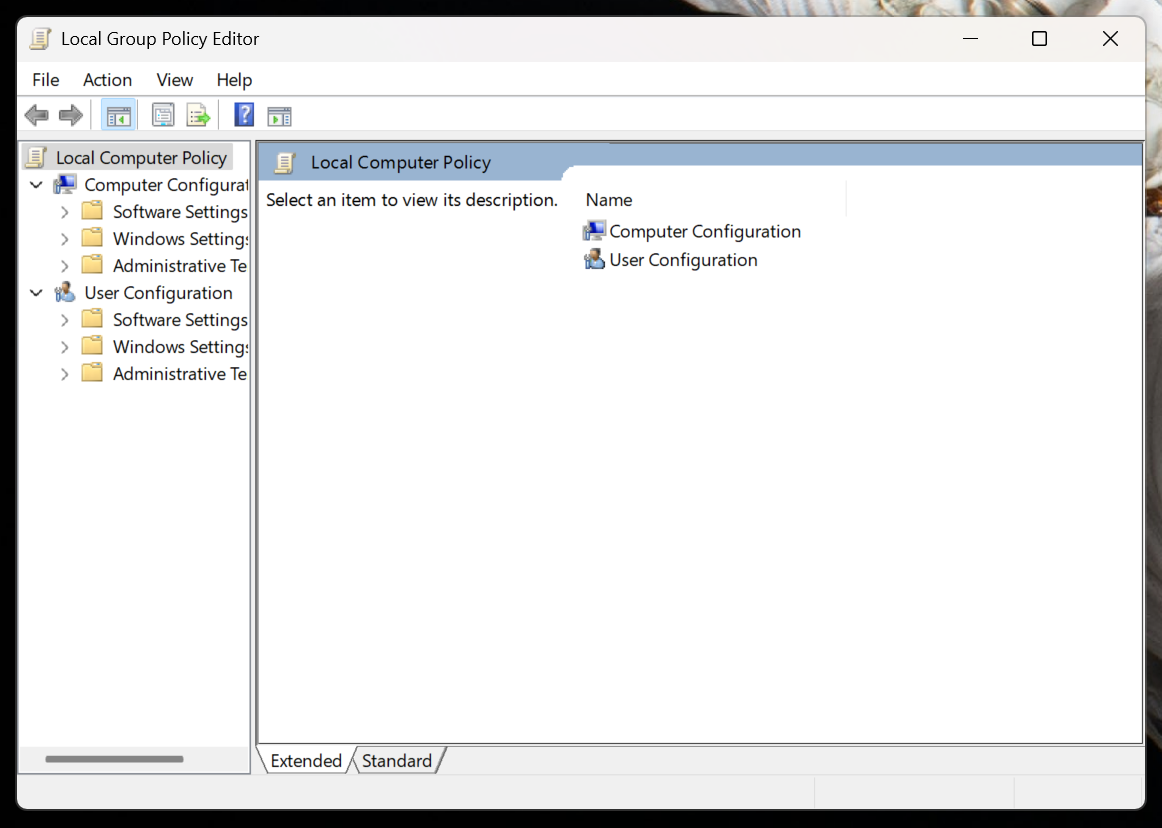 Local Group Policy Editor
File Action View Help
?
Local Computer Policy
Computer Configurat
Software Settings
Windows Settings
Administrative Te
User Configuration
Software Settings
Windows Settings
Administrative Te
Local Computer Policy
Select an item to view its description.
Name
Computer Configuration
User Configuration
Extended Standard